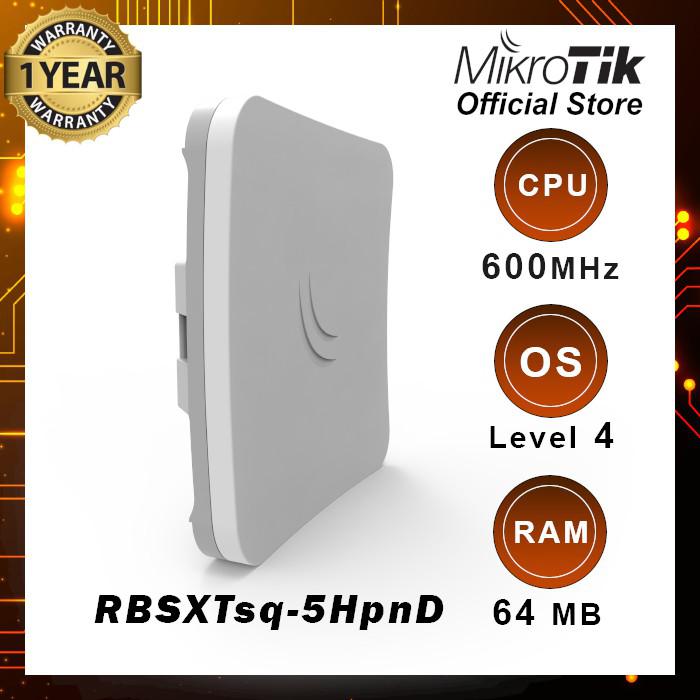 WARRANTY
1 YEAR
WARRANTY
MikroTik
Official Store
CPU
600MHz
OS
Level 4
RAM
64 MB
RBSXTsq-5HpnD